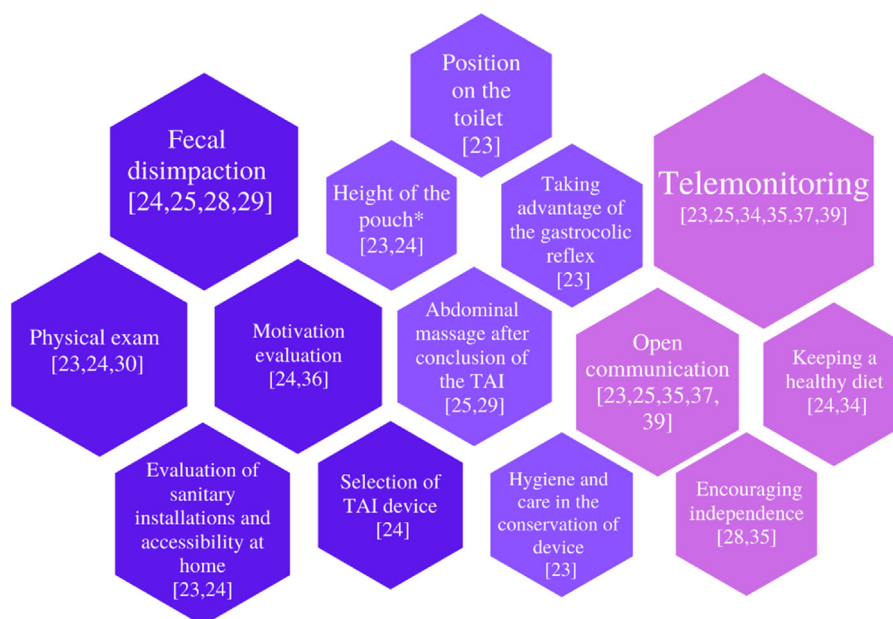 Position
on the
toilet
[23]
Fecal
disimpaction
[24,25,28,29]
Height of the
pouch*
[23,24]
Taking
advantage of
the gastrocolic
reflex
[23]
Telemonitoring
[23,25,34,35,37,39]
Physical exam
[23,24,30]
Motivation
evaluation
[24,36]
Abdominal
massage after
conclusion of
the TAI
[25,29]
Open
communication
[23,25,35,37,
39]
Keeping a
healthy diet
[24,34]
Evaluation of
sanitary
installations and
accessibility at
home
[23,24]
Selection of
TAI device
[24]
Hygiene and
care in the
conservation of
device
[23]
Encouraging
independence
[28,35]